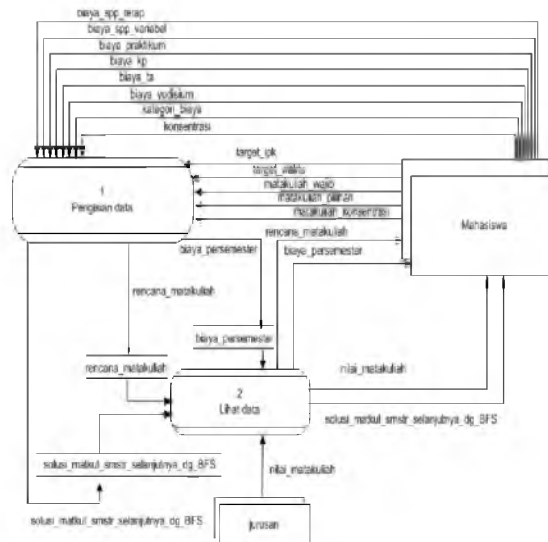 biaya_spp_tetap
biaya_spp_variabel
biaya_praktikum
biaya_kp
biaya_ta
biaya_yudisium
kategori_biaya
konsentrasi
target_ipk
target_waktu
matakuliah_wajib
matakuliah_pilihan
matakuliah_konsentrasi
1
Pengisian data
Mahasiswa
rencana_matakuliah
biaya_persemester
biaya_persemester
rencana_matakuliah
biaya_persemester
rencana_matakuliah
2
Lihat data
nilai_matakuliah
solusi_matkul_smstr_selanjutnya_dg_BFS
solusi_matkul_smstr_selanjutnya_dg_BFS
nilai_matakuliah
solusi_matkul_smstr_selanjutnya_dg_BFS
jurusan